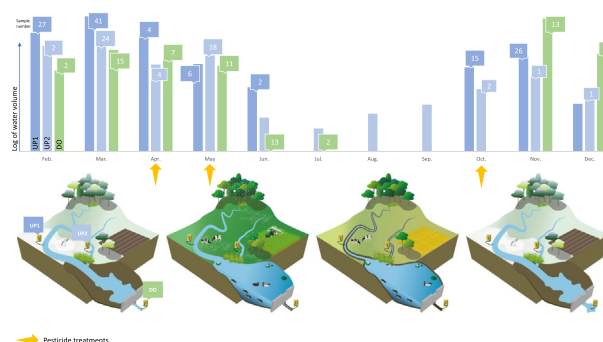 Sample number
27
2
2
41
24
15
4
4
7
6
18
11
2
13
2
15
2
26
1
13
1
Log of water volume
UP1
UP2
DO
Feb.
Mar.
Apr.
May
Jun.
Jul.
Aug.
Sep.
Oct.
Nov.
Dec.
UP1
UP2
DO
Pesticide treatments